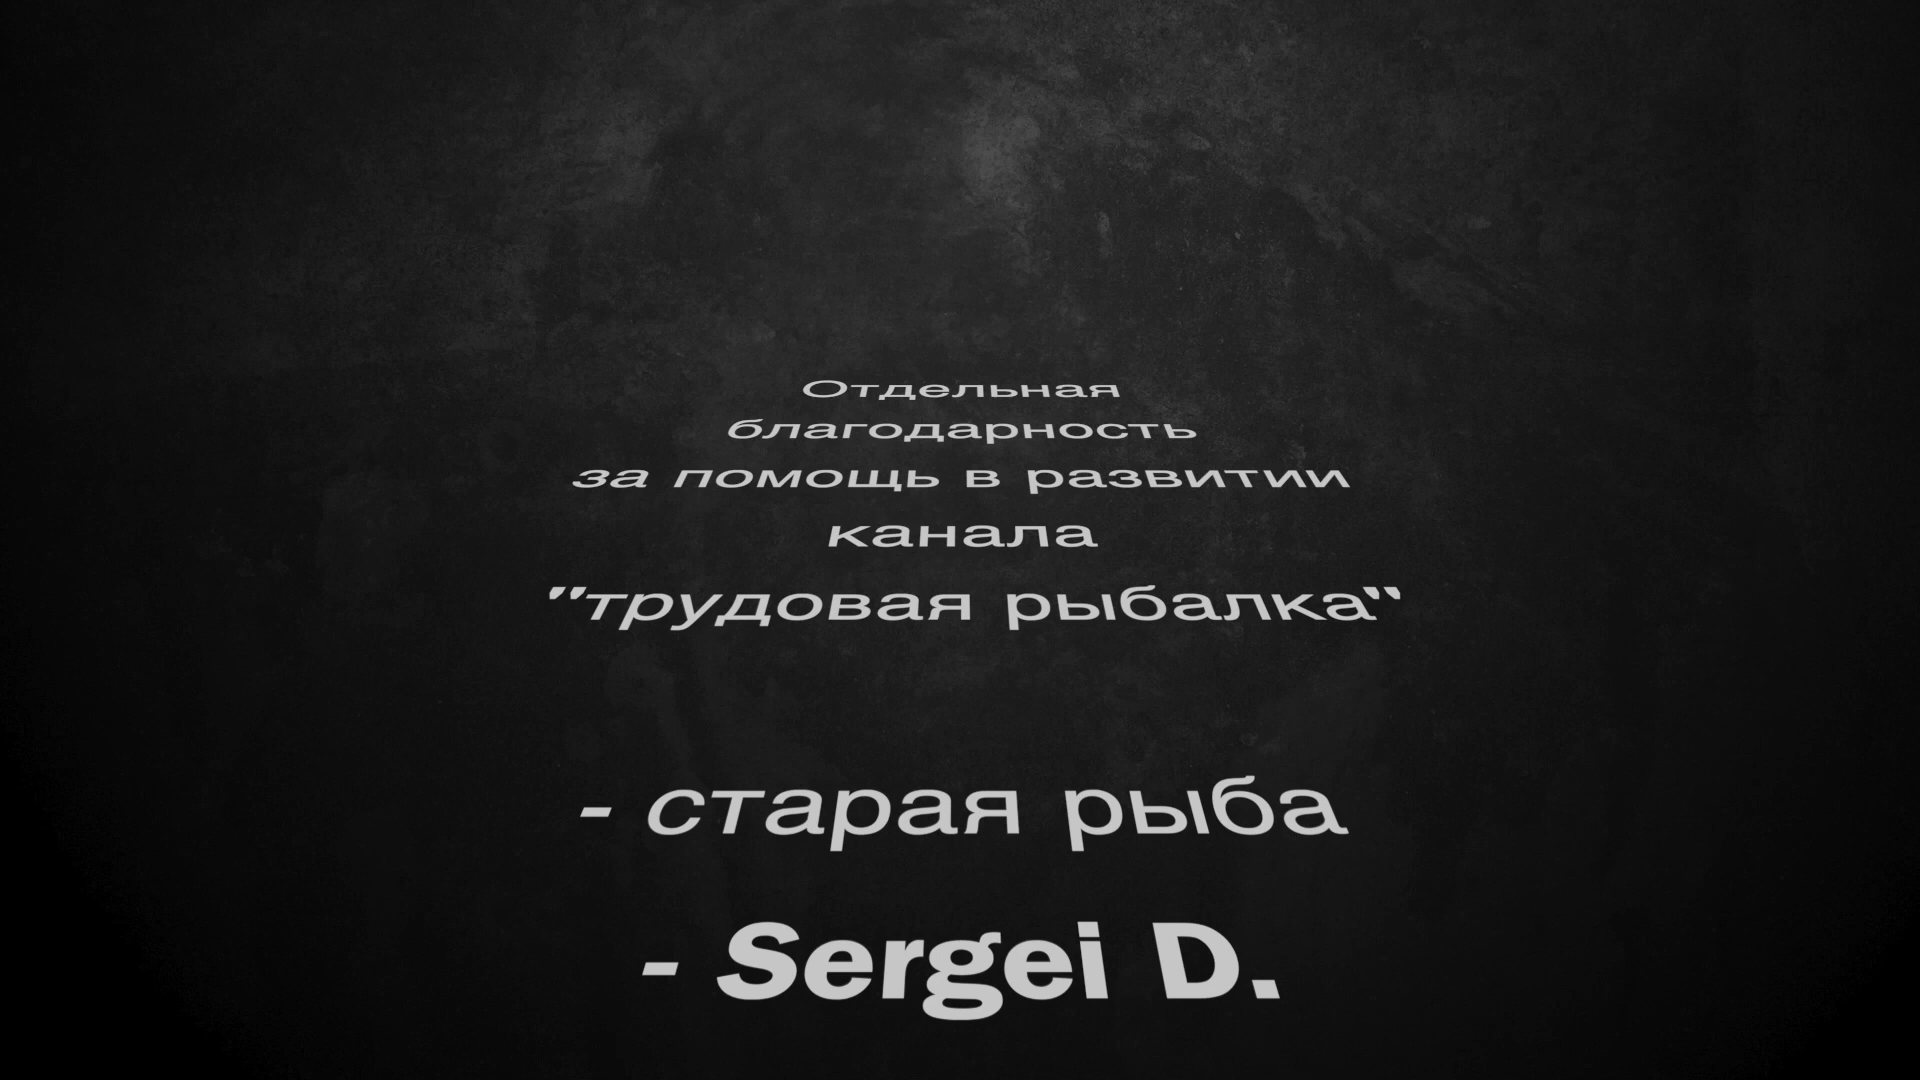 Отдельная
благодарность
за помощь в развитии
канала
"трудовая рыбалка"
- старая рыба
- Sergei D.